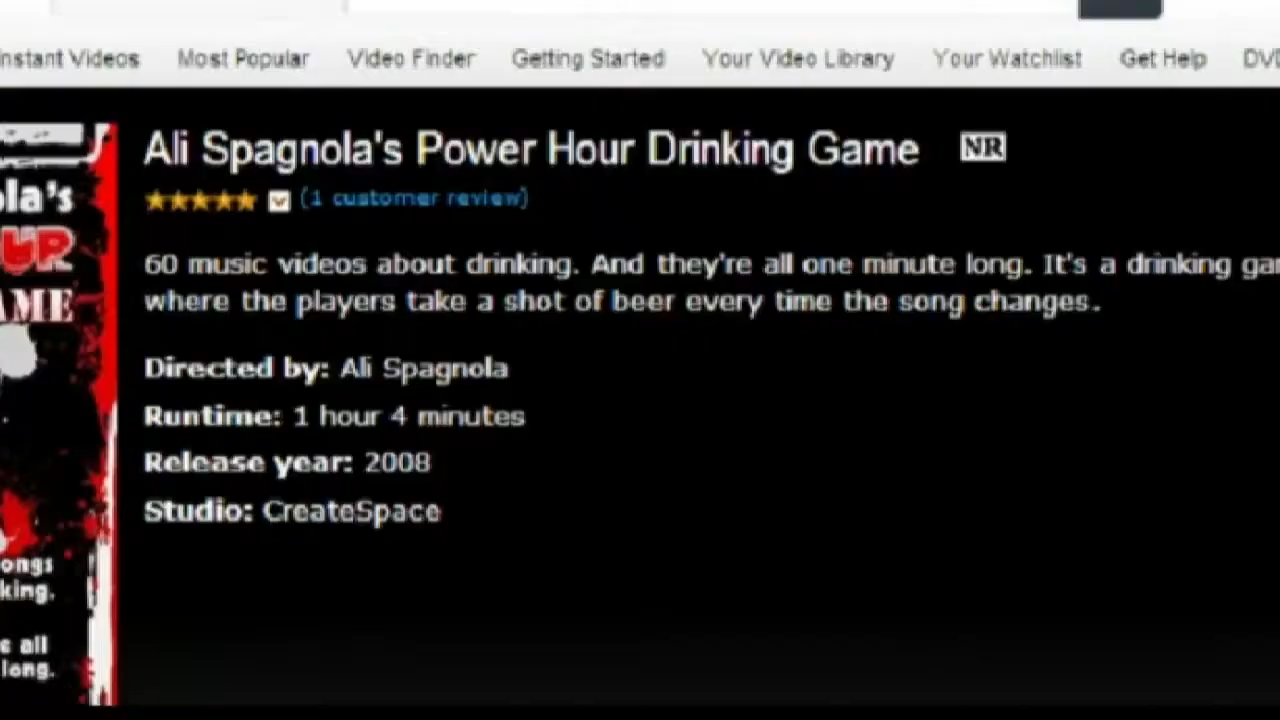 Instant Videos Most Popular Video Finder Getting Started Your Video Library Your Watchlist Get Help
Ali Spagnola's Power Hour Drinking Game NR
(1 customer review)
60 music videos about drinking. And they're all one minute long. It's a drinking
where the players take a shot of beer every time the song changes.
Directed by: Ali Spagnola
Runtime: 1 hour 4 minutes
Release year: 2008
Studio: CreateSpace
la's
UR
AME
ongs
king.
e all
long.